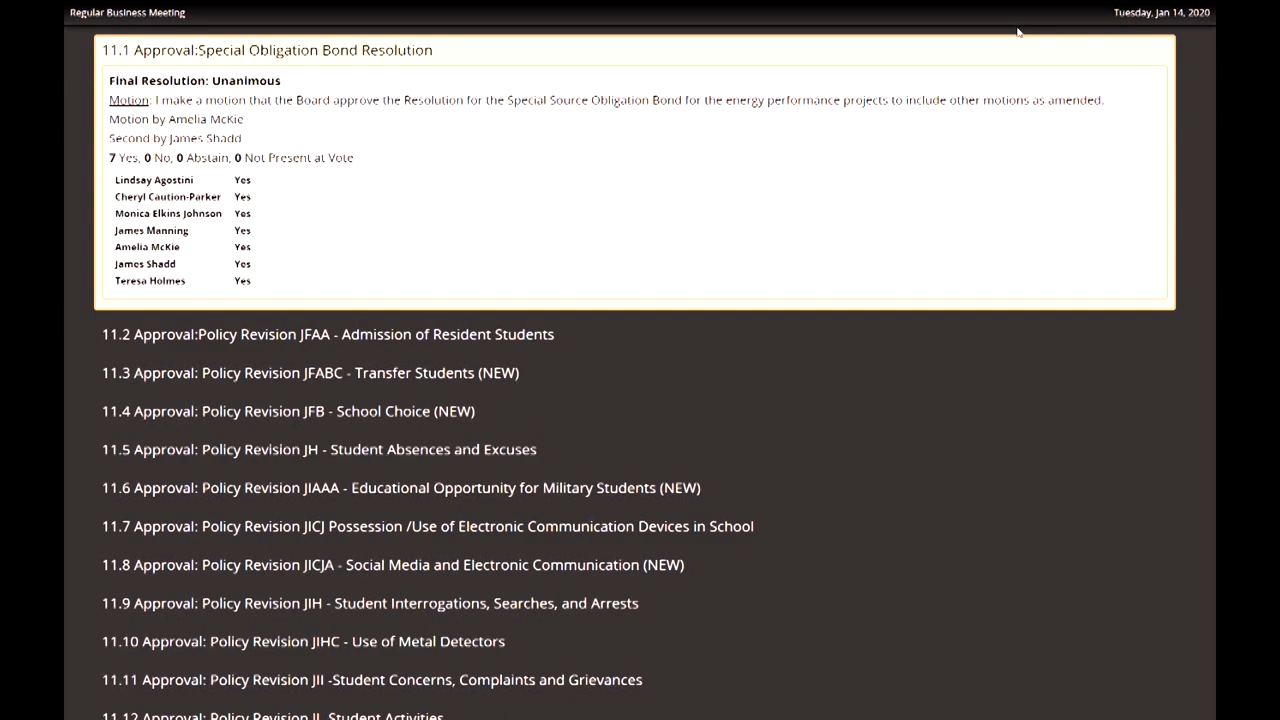 Regular Business Meeting
Tuesday, Jan 14, 2020
11.1 Approval:Special Obligation Bond Resolution
Final Resolution: Unanimous
Motion: I make a motion that the Board approve the Resolution for the Special Source Obligation Bond for the energy performance projects to include other motions as amended.
Motion by Amelia McKie
Second by James Shadd
7 Yes, 0 No, 0 Abstain, 0 Not Present at Vote
Lindsay Agostini Yes
Cheryl Caution-Parker Yes
Monica Elkins Johnson Yes
James Manning Yes
Amelia McKie Yes
James Shadd Yes
Teresa Holmes Yes
11.2 Approval:Policy Revision JFAA - Admission of Resident Students
11.3 Approval: Policy Revision JFABC - Transfer Students (NEW)
11.4 Approval: Policy Revision JFB - School Choice (NEW)
11.5 Approval: Policy Revision JH - Student Absences and Excuses
11.6 Approval: Policy Revision JIAAA - Educational Opportunity for Military Students (NEW)
11.7 Approval: Policy Revision JICJ Possession /Use of Electronic Communication Devices in School
11.8 Approval: Policy Revision JICJA - Social Media and Electronic Communication (NEW)
11.9 Approval: Policy Revision JIH - Student Interrogations, Searches, and Arrests
11.10 Approval: Policy Revision JIHC - Use of Metal Detectors
11.11 Approval: Policy Revision JII -Student Concerns, Complaints and Grievances
11.12 Approval: Policy Revision JJ -Student Activities